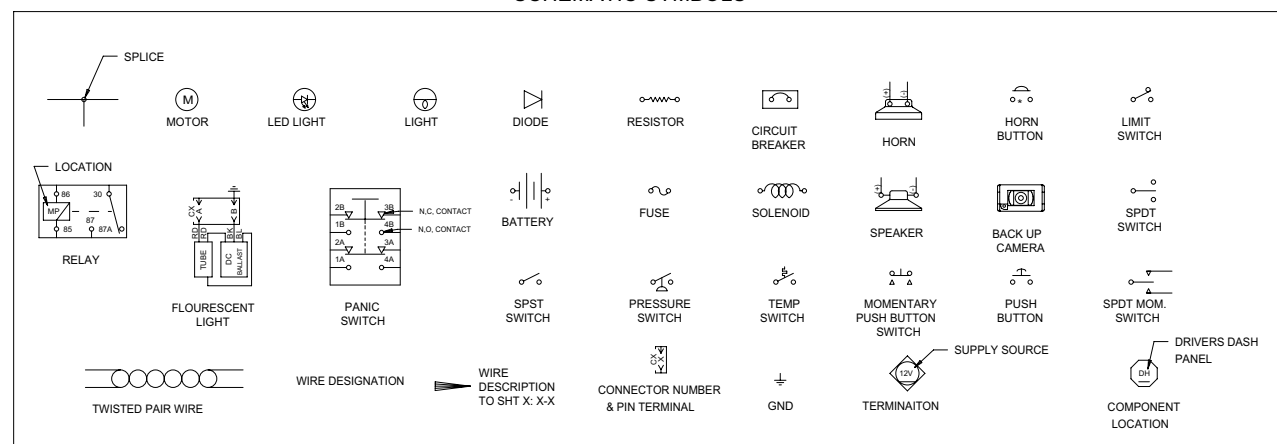 SCHEMATIC SYMBOLS
SPLICE
M
MOTOR
LED LIGHT
LIGHT
DIODE
RESISTOR
CIRCUIT
BREAKER
(+)
(-)
HORN
*
HORN
BUTTON
LIMIT
SWITCH
LOCATION
86
30
MP
87
85
87A
RELAY
CX
A
B
RD
RD
BK
BL
TUBE
DC
BALLAST
FLOURESCENT
LIGHT
2B
3B
1B
4B
2A
3A
1A
4A
N,C, CONTACT
N,O, CONTACT
PANIC
SWITCH
-
+
BATTERY
FUSE
SOLENOID
(+)
(-)
SPEAKER
BACK UP
CAMERA
SPDT
SWITCH
SPST
SWITCH
PRESSURE
SWITCH
TEMP
SWITCH
MOMENTARY
PUSH BUTTON
SWITCH
PUSH
BUTTON
SPDT MOM.
SWITCH
TWISTED PAIR WIRE
WIRE DESIGNATION
WIRE
DESCRIPTION
TO SHT X: X-X
CX
X
CONNECTOR NUMBER
& PIN TERMINAL
GND
SUPPLY SOURCE
12V
TERMINAITON
DRIVERS DASH
PANEL
DH
COMPONENT
LOCATION